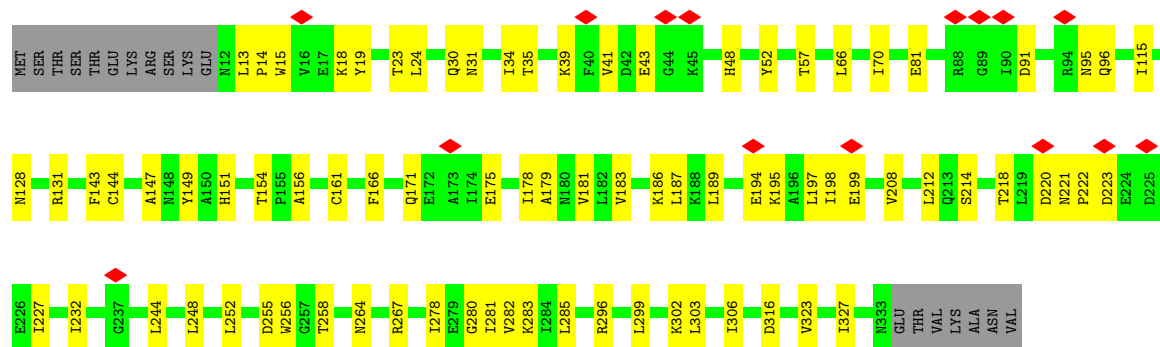 MET SER THR SER THR GLU LYS ARG SER LYS GLU N12 L13 P14 W15 V16 E17 K18 Y19 T23 L24 Q30 N31 I34 T35 K39 F40 V41 D42 E43 G44 K45 H48 Y52 T57 L66 I70 E81 R88 G89 I90 D91 R94 N95 Q96 I115
N128 R131 F143 C144 A147 N148 Y149 A150 H151 T154 P155 A156 C161 F166 Q171 E172 A173 I174 E175 I178 A179 N180 V181 L182 V183 K186 L187 K188 L189 E194 K195 A196 L197 I198 E199 V208 L212 Q213 S214 T218 L219 D220 N221 P222 D223 E224 D225
E226 I227 I232 G237 L244 L248 L252 D255 W256 G257 T258 N264 R267 I278 E279 G280 I281 V282 K283 I284 L285 R296 L299 K302 L303 I306 D316 V323 I327 N333 GLU THR VAL LYS ALA ASN VAL